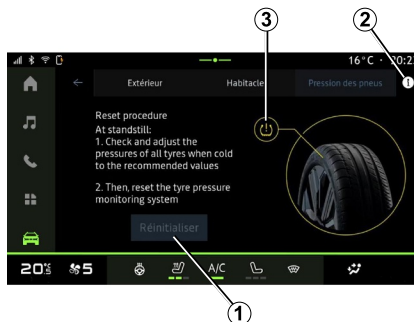 3
2
16°C · 20:2
Extérieur
Habitacle
Pression des pneus
Reset procedure
At standstill:
1. Check and adjust the
pressures of all tyres when cold
to the recommended values
2. Then, reset the tyre pressure
monitoring system
Réinitialiser
20
5
A/C
1